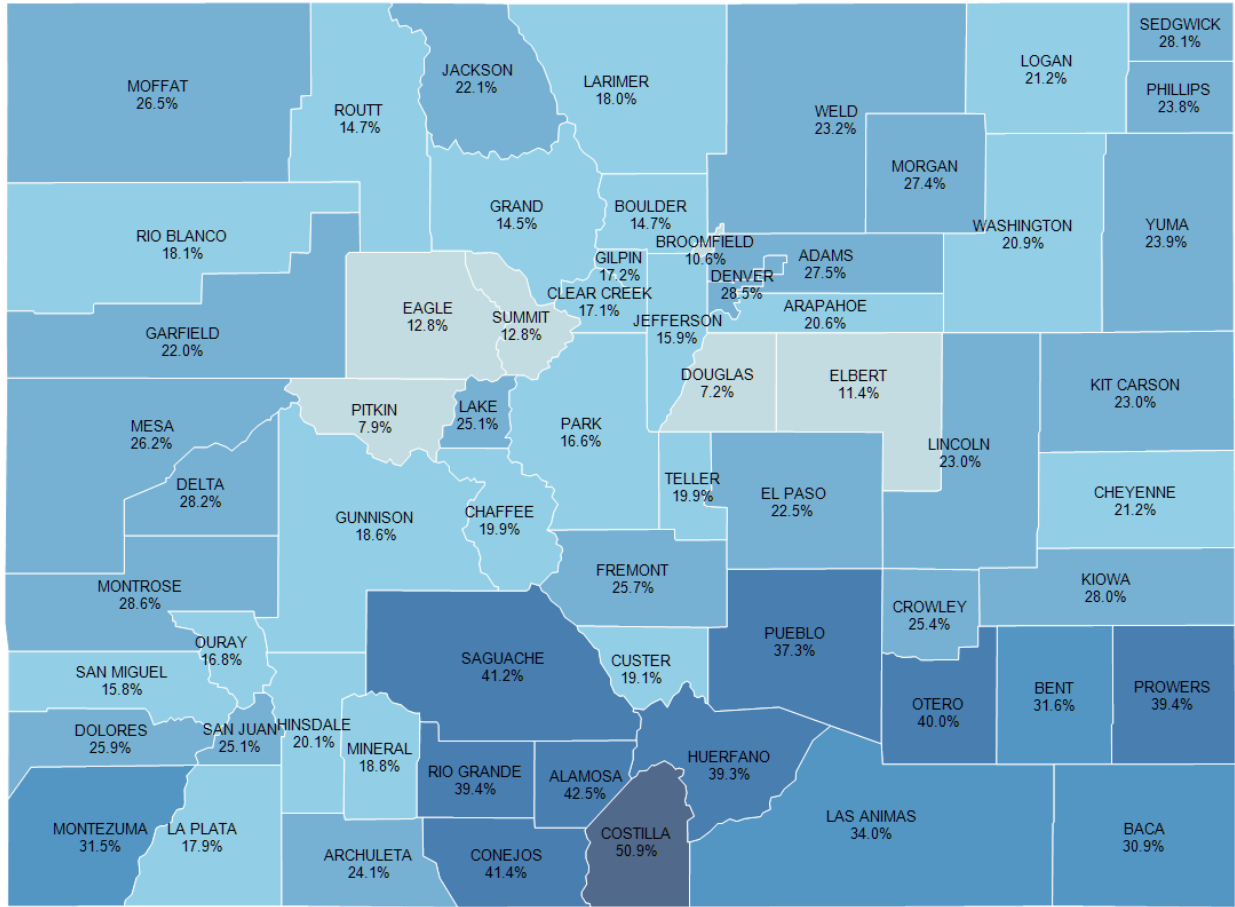 SEDGWICK
28.1%
LOGAN
21.2%
JACKSON
22.1%
LARIMER
18.0%
MOFFAT
26.5%
PHILLIPS
23.8%
ROUTT
14.7%
WELD
23.2%
MORGAN
27.4%
GRAND
14.5%
BOULDER
14.7%
WASHINGTON
20.9%
YUMA
23.9%
RIO BLANCO
18.1%
BROOMFIELD
10.6%
GILPIN
17.2%
ADAMS
27.5%
DENVER
28.5%
CLEAR CREEK
17.1%
ARAPAHOE
20.6%
EAGLE
12.8%
SUMMIT
12.8%
JEFFERSON
15.9%
GARFIELD
22.0%
DOUGLAS
7.2%
ELBERT
11.4%
KIT CARSON
23.0%
PITKIN
7.9%
LAKE
25.1%
MESA
26.2%
PARK
16.6%
LINCOLN
23.0%
DELTA
28.2%
TELLER
19.9%
EL PASO
22.5%
CHEYENNE
21.2%
GUNNISON
18.6%
CHAFFEE
19.9%
FREMONT
25.7%
MONTROSE
28.6%
KIOWA
28.0%
CROWLEY
25.4%
OURAY
16.8%
PUEBLO
37.3%
SAGUACHE
41.2%
CUSTER
19.1%
SAN MIGUEL
15.8%
BENT
31.6%
PROWERS
39.4%
OTERO
40.0%
DOLORES
25.9%
SAN JUAN
25.1%
HINSDALE
20.1%
MINERAL
18.8%
HUERFANO
39.3%
RIO GRANDE
39.4%
ALAMOSA
42.5%
LAS ANIMAS
34.0%
MONTEZUMA
31.5%
LA PLATA
17.9%
COSTILLA
50.9%
BACA
30.9%
ARCHULETA
24.1%
CONEJOS
41.4%